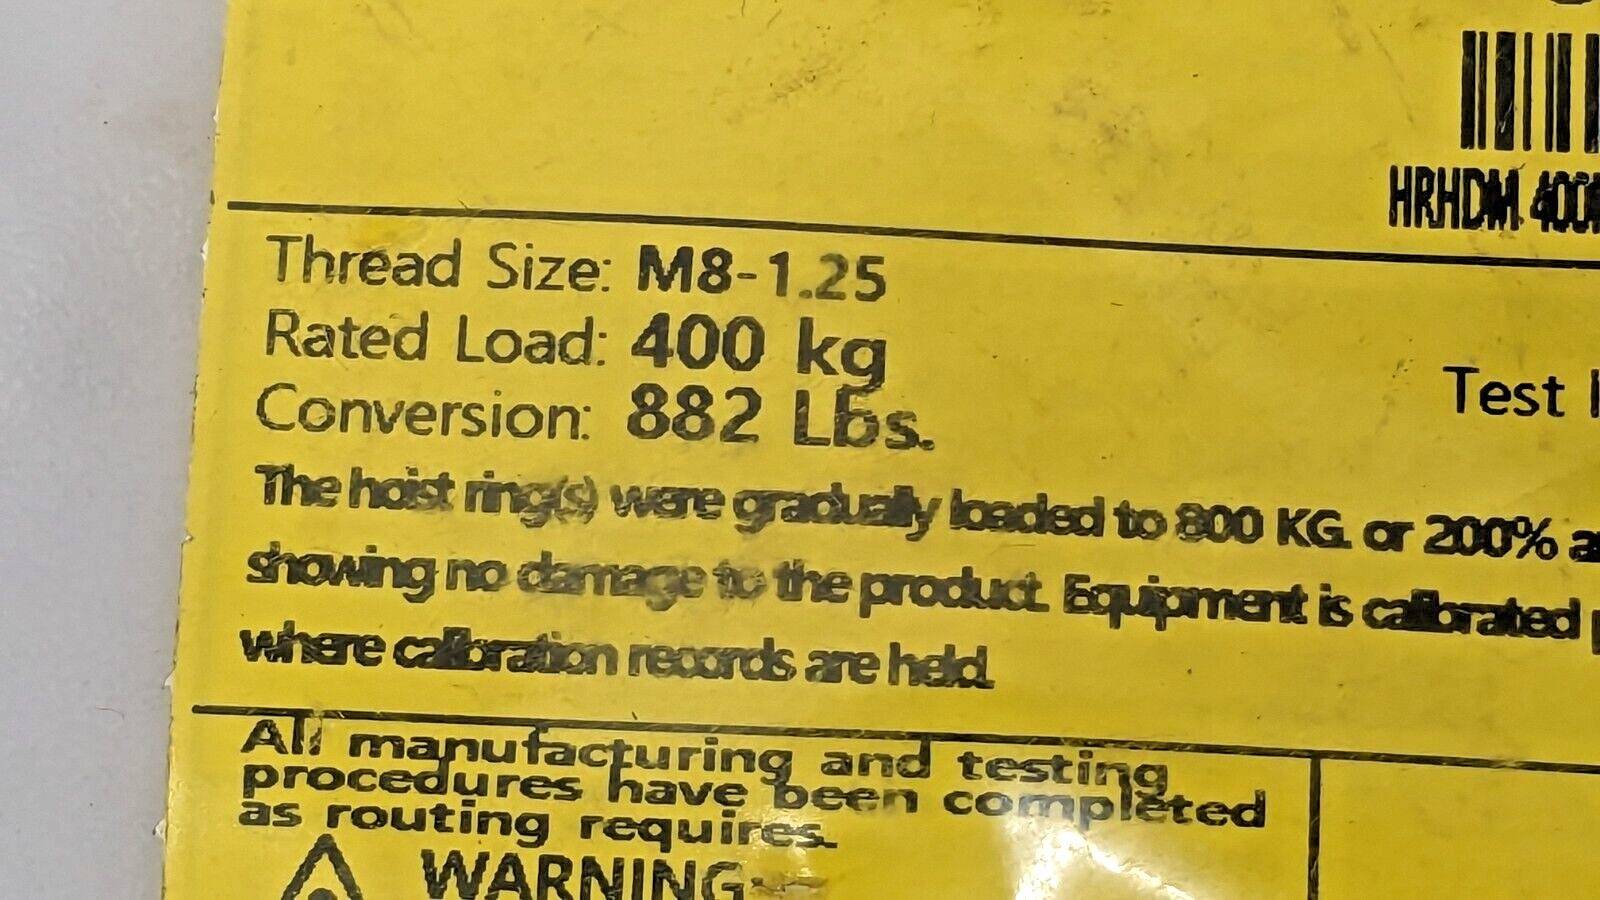 HRHDM 400
Thread Size: M8-1.25
Rated Load: 400 kg
Conversion: 882 Lbs.
Test
The hoist ring(s) were gradually loaded to 800 KG. or 200%
showing no damage to the product. Equipment is calibrated
where calibration records are held.
All manufacturing and testing
procedures have been completed
as routing requires.
WARNING